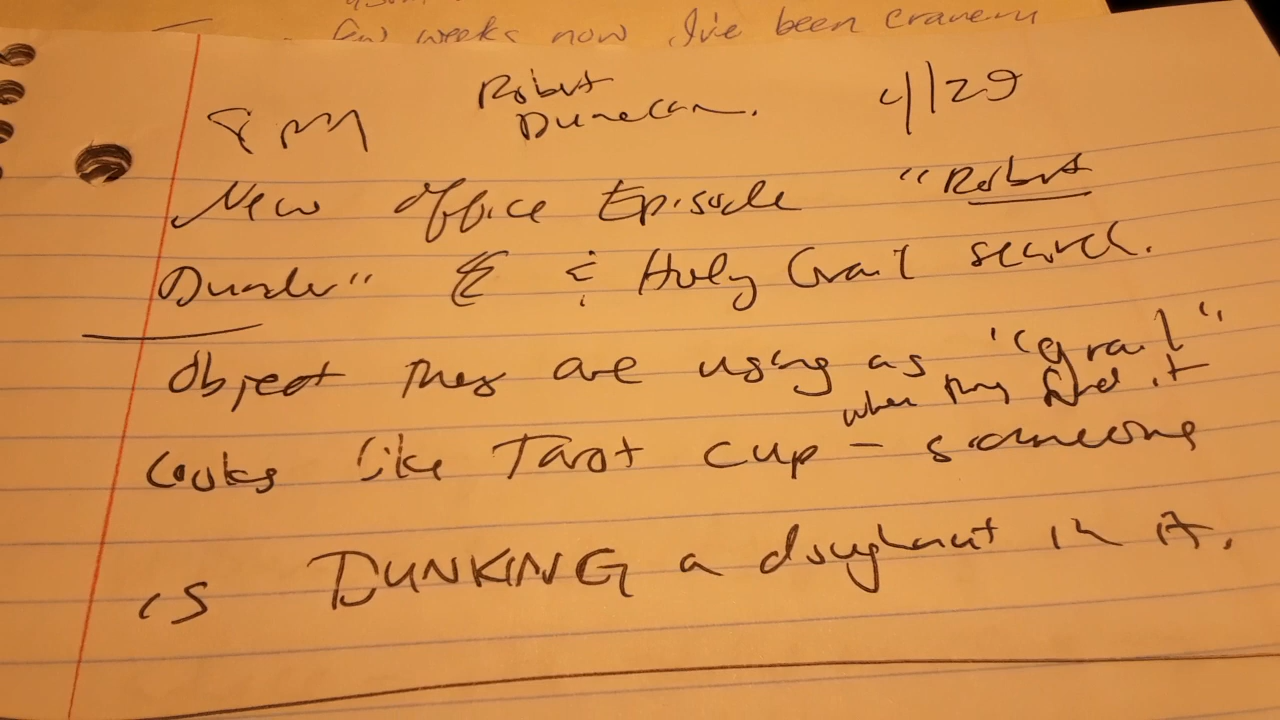 few weeks now I've been
8 PM Robert Duncan. 4/29
New Office Episode "Robert
Dunder" & Holy Grail search.
Object they are using as "grail"
when they find it
looks like Tarot cup — someone
is DUNKING a doughnut in it.